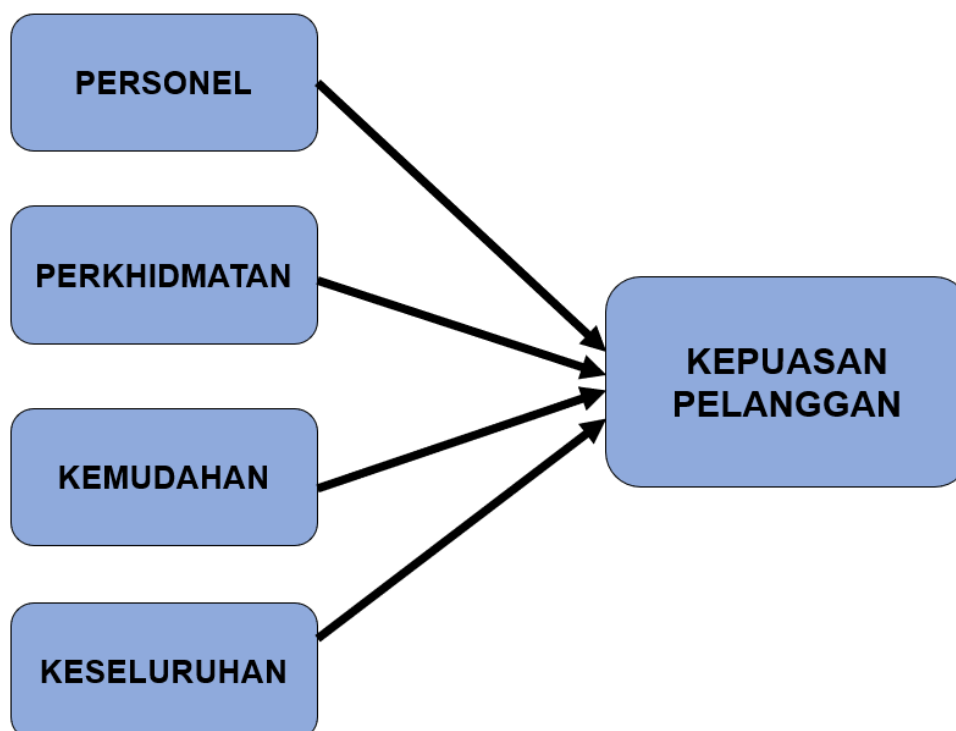 PERSONEL
PERKHIDMATAN
KEMUDAHAN
KESELURUHAN
KEPUASAN
PELANGGAN